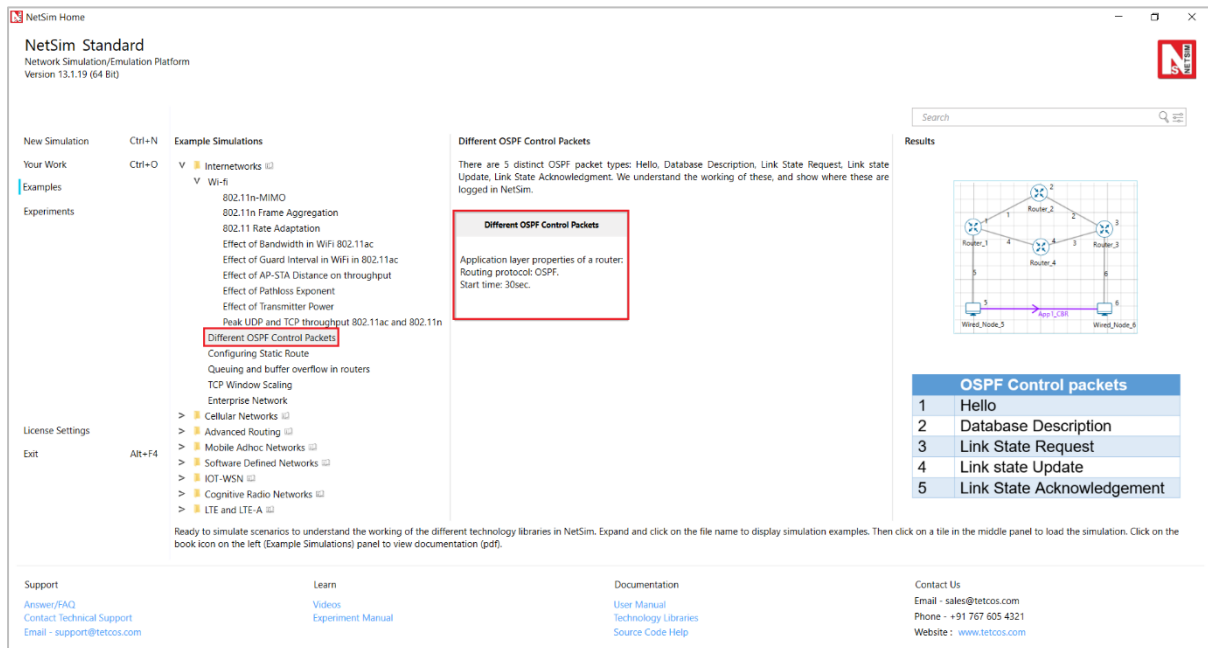 NetSim Home
NetSim Standard
Network Simulation/Emulation Platform
Version 13.1.19 (64 Bit)
NETSIM
Search
New Simulation Ctrl+N
Your Work Ctrl+O
Examples
Experiments
License Settings
Exit Alt+F4
Example Simulations
Internetworks
Wi-fi
802.11n-MIMO
802.11n Frame Aggregation
802.11 Rate Adaptation
Effect of Bandwidth in WiFi 802.11ac
Effect of Guard Interval in WiFi in 802.11ac
Effect of AP-STA Distance on throughput
Effect of Pathloss Exponent
Effect of Transmitter Power
Peak UDP and TCP throughput 802.11ac and 802.11n
Different OSPF Control Packets
Configuring Static Route
Queuing and buffer overflow in routers
TCP Window Scaling
Enterprise Network
Cellular Networks
Advanced Routing
Mobile Adhoc Networks
Software Defined Networks
IOT-WSN
Cognitive Radio Networks
LTE and LTE-A
Different OSPF Control Packets
There are 5 distinct OSPF packet types: Hello, Database Description, Link State Request, Link state
Update, Link State Acknowledgment. We understand the working of these, and show where these are
logged in NetSim.
Different OSPF Control Packets
Application layer properties of a router:
Routing protocol: OSPF.
Start time: 30sec.
Results
2
Router_2
1 1 2 3
Router_1 4 4 3 Router_3
Router_4
5 6
5 6
App1_CBR
Wired_Node_5 Wired_Node_6
OSPF Control packets
1 Hello
2 Database Description
3 Link State Request
4 Link state Update
5 Link State Acknowledgement
Ready to simulate scenarios to understand the working of the different technology libraries in NetSim. Expand and click on the file name to display simulation examples. Then click on a tile in the middle panel to load the simulation. Click on the
book icon on the left (Example Simulations) panel to view documentation (pdf).
Support
Answer/FAQ
Contact Technical Support
Email - support@tetcos.com
Learn
Videos
Experiment Manual
Documentation
User Manual
Technology Libraries
Source Code Help
Contact Us
Email - sales@tetcos.com
Phone - +91 767 605 4321
Website : www.tetcos.com